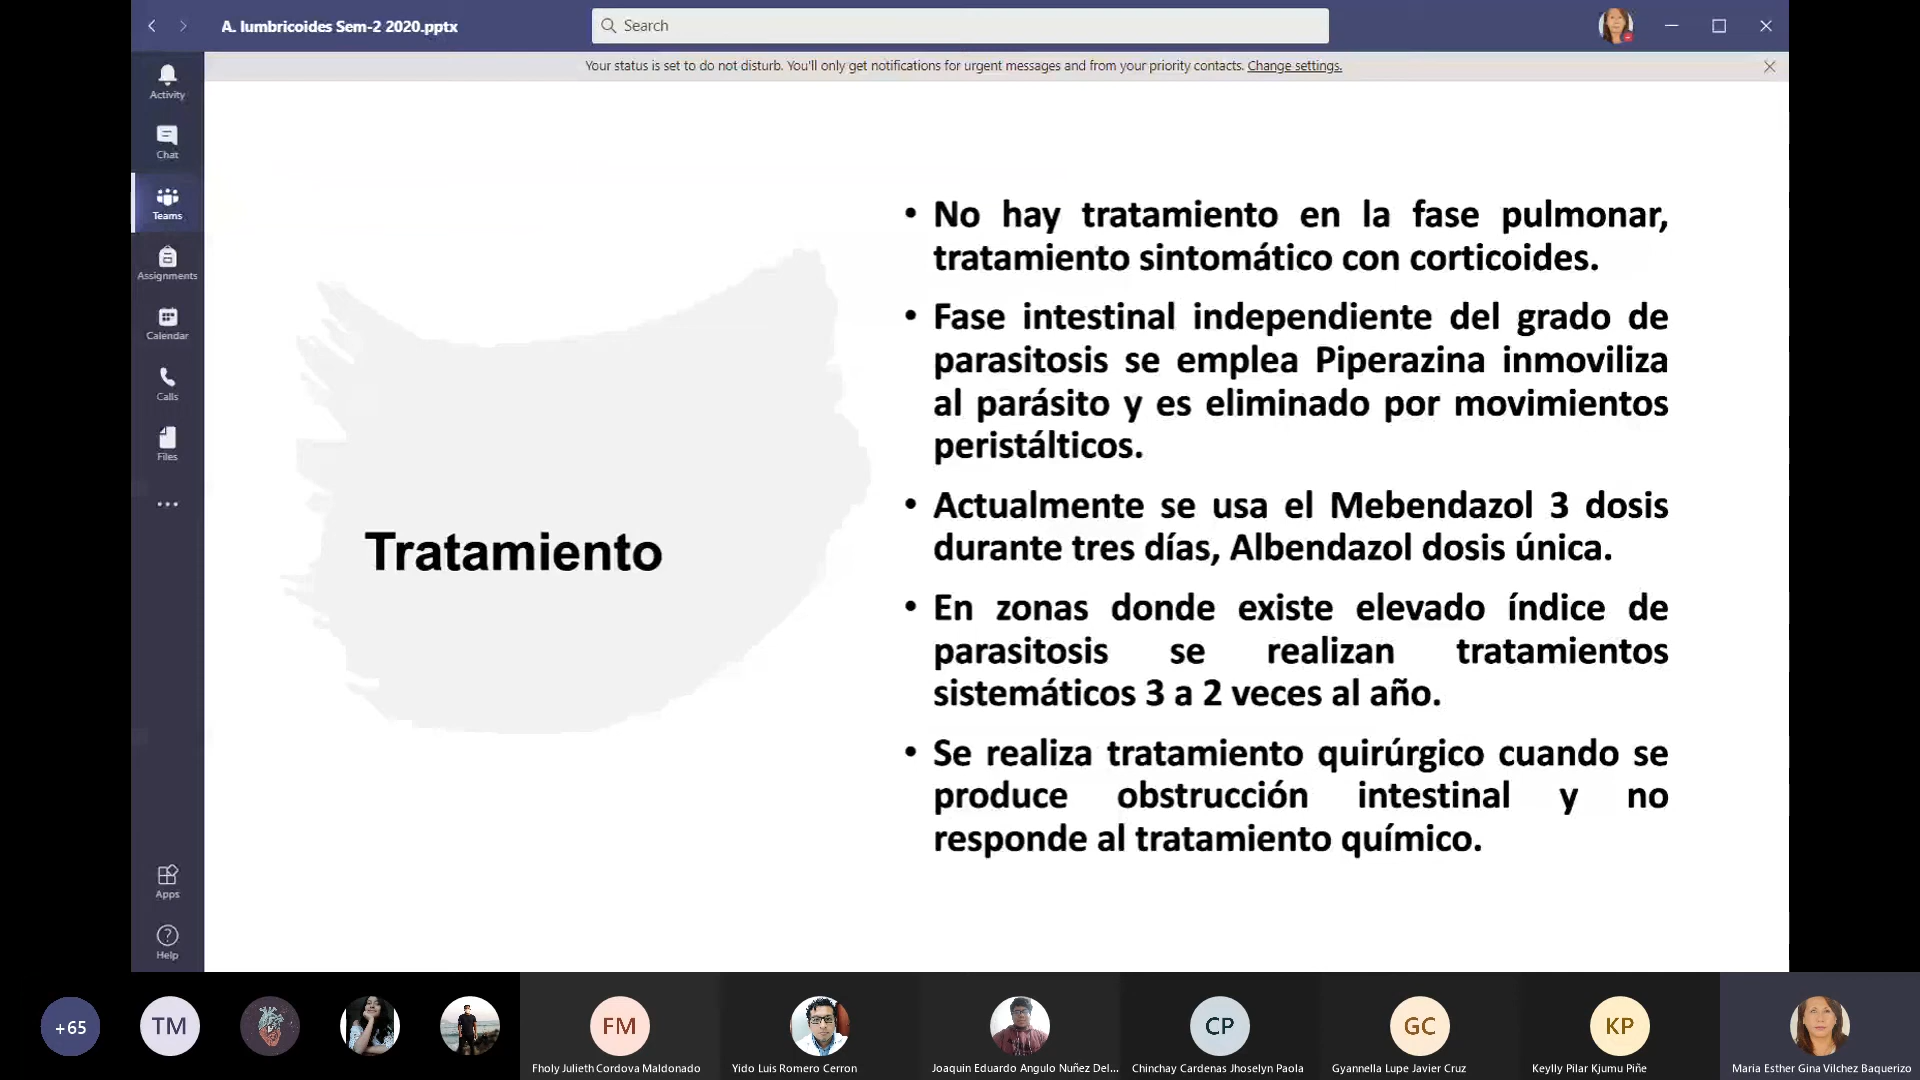 A. lumbricoides Sem-2 2020.pptx
Search
Your status is set to do not disturb. You'll only get notifications for urgent messages and from your priority contacts. Change settings.
Activity
Chat
Teams
Assignments
Calendar
Calls
Files
Apps
Help
Tratamiento
• No hay tratamiento en la fase pulmonar,
tratamiento sintomático con corticoides.
• Fase intestinal independiente del grado de
parasitosis se emplea Piperazina inmoviliza
al parásito y es eliminado por movimientos
peristálticos.
• Actualmente se usa el Mebendazol 3 dosis
durante tres días, Albendazol dosis única.
• En zonas donde existe elevado índice de
parasitosis se realizan tratamientos
sistemáticos 3 a 2 veces al año.
• Se realiza tratamiento quirúrgico cuando se
produce obstrucción intestinal y no
responde al tratamiento químico.
+65
TM
FM
CP
GC
KP
Fholy Julieth Cordova Maldonado
Yido Luis Romero Cerron
Joaquin Eduardo Angulo Nuñez Del...
Chinchay Cardenas Jhoselyn Paola
Gyannella Lupe Javier Cruz
Keylly Pilar Kjumu Piñe
Maria Esther Gina Vilchez Baquerizo